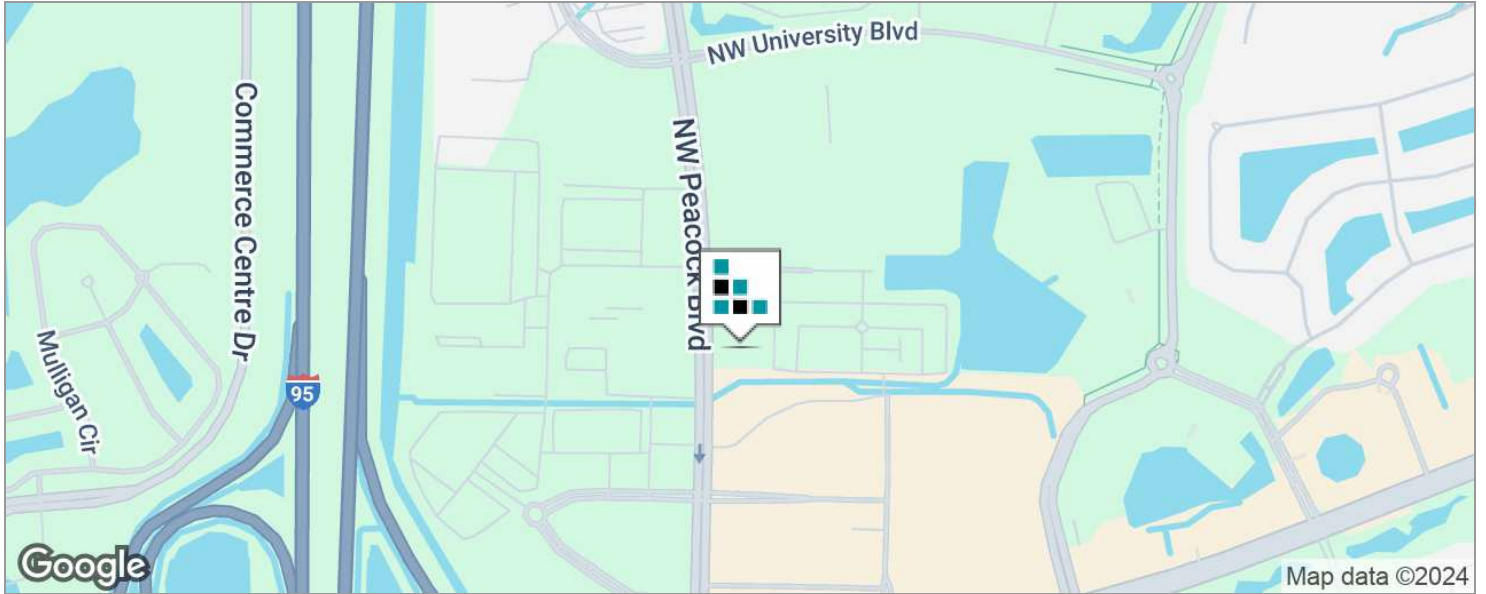 NW University Blvd
Commerce Centre Dr
NW Peacock Blvd
Mulligan Cir
95
Google
Map data ©2024